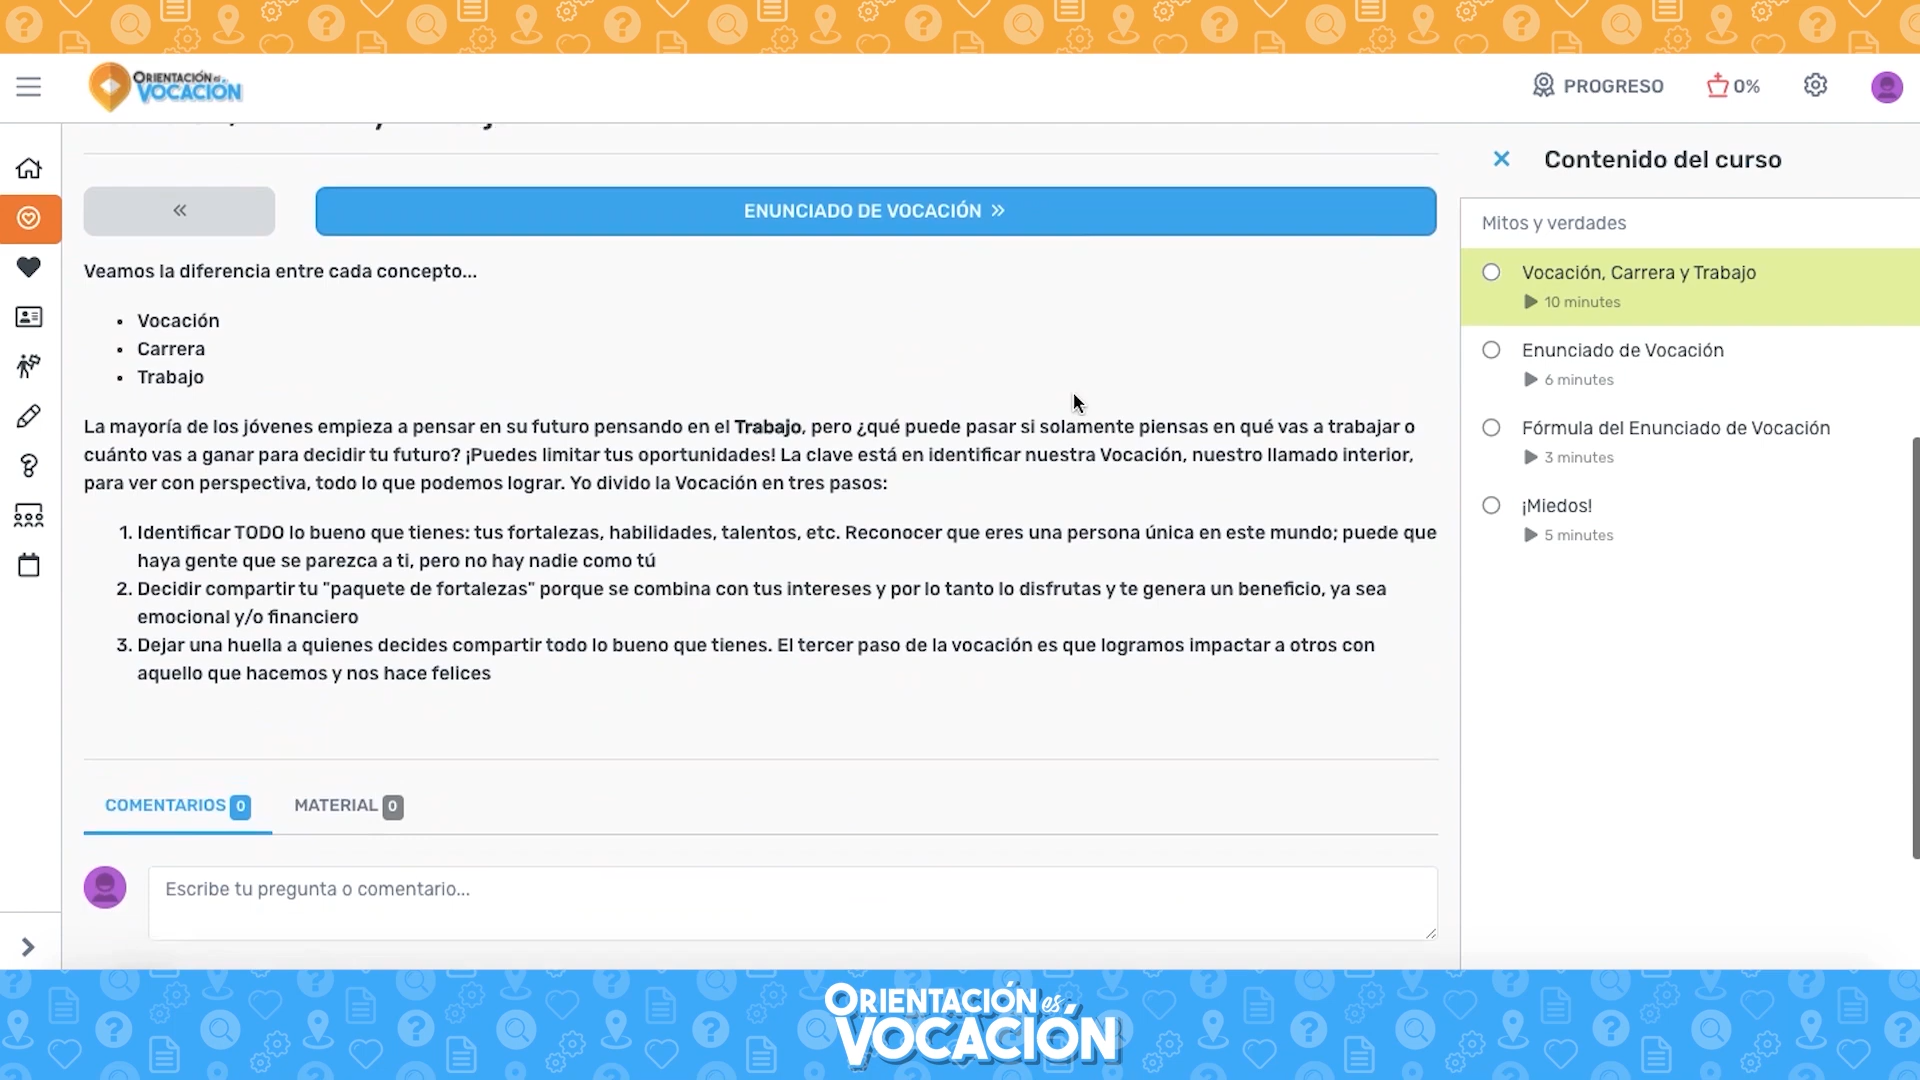 ORIENTACIÓN es
VOCACIÓN
PROGRESO
0%
Contenido del curso
ENUNCIADO DE VOCACIÓN »
«
Veamos la diferencia entre cada concepto...
• Vocación
• Carrera
• Trabajo
La mayoría de los jóvenes empieza a pensar en su futuro pensando en el Trabajo, pero ¿qué puede pasar si solamente piensas en qué vas a trabajar o
cuánto vas a ganar para decidir tu futuro? ¡Puedes limitar tus oportunidades! La clave está en identificar nuestra Vocación, nuestro llamado interior,
para ver con perspectiva, todo lo que podemos lograr. Yo divido la Vocación en tres pasos:
1. Identificar TODO lo bueno que tienes: tus fortalezas, habilidades, talentos, etc. Reconocer que eres una persona única en este mundo; puede que
haya gente que se parezca a ti, pero no hay nadie como tú
2. Decidir compartir tu "paquete de fortalezas" porque se combina con tus intereses y por lo tanto lo disfrutas y te genera un beneficio, ya sea
emocional y/o financiero
3. Dejar una huella a quienes decides compartir todo lo bueno que tienes. El tercer paso de la vocación es que logramos impactar a otros con
aquello que hacemos y nos hace felices
COMENTARIOS 0
MATERIAL 0
Escribe tu pregunta o comentario...
Mitos y verdades
Vocación, Carrera y Trabajo
10 minutes
Enunciado de Vocación
6 minutes
Fórmula del Enunciado de Vocación
3 minutes
¡Miedos!
5 minutes
ORIENTACIÓN es
VOCACIÓN